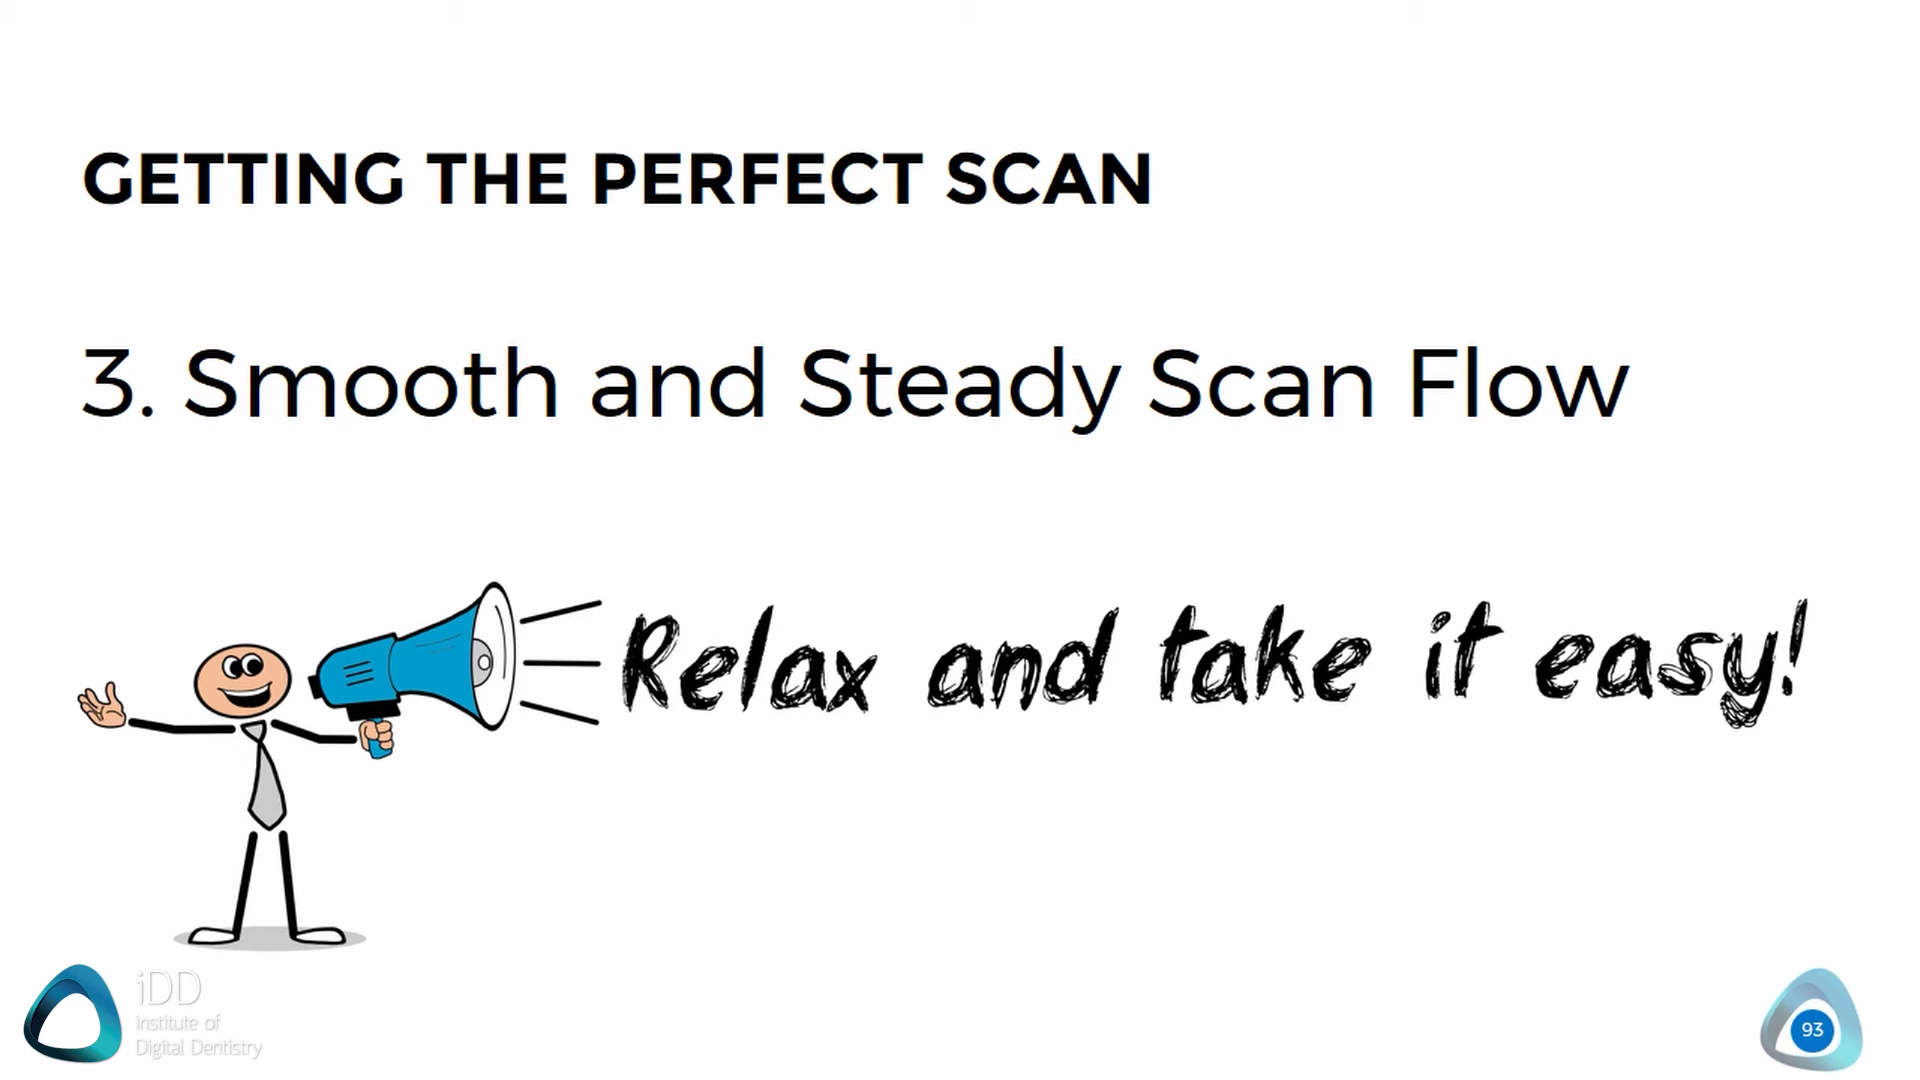 GETTING THE PERFECT SCAN
3. Smooth and Steady Scan Flow
Relax and take it easy!
iDD
Institute of
Digital Dentistry
93